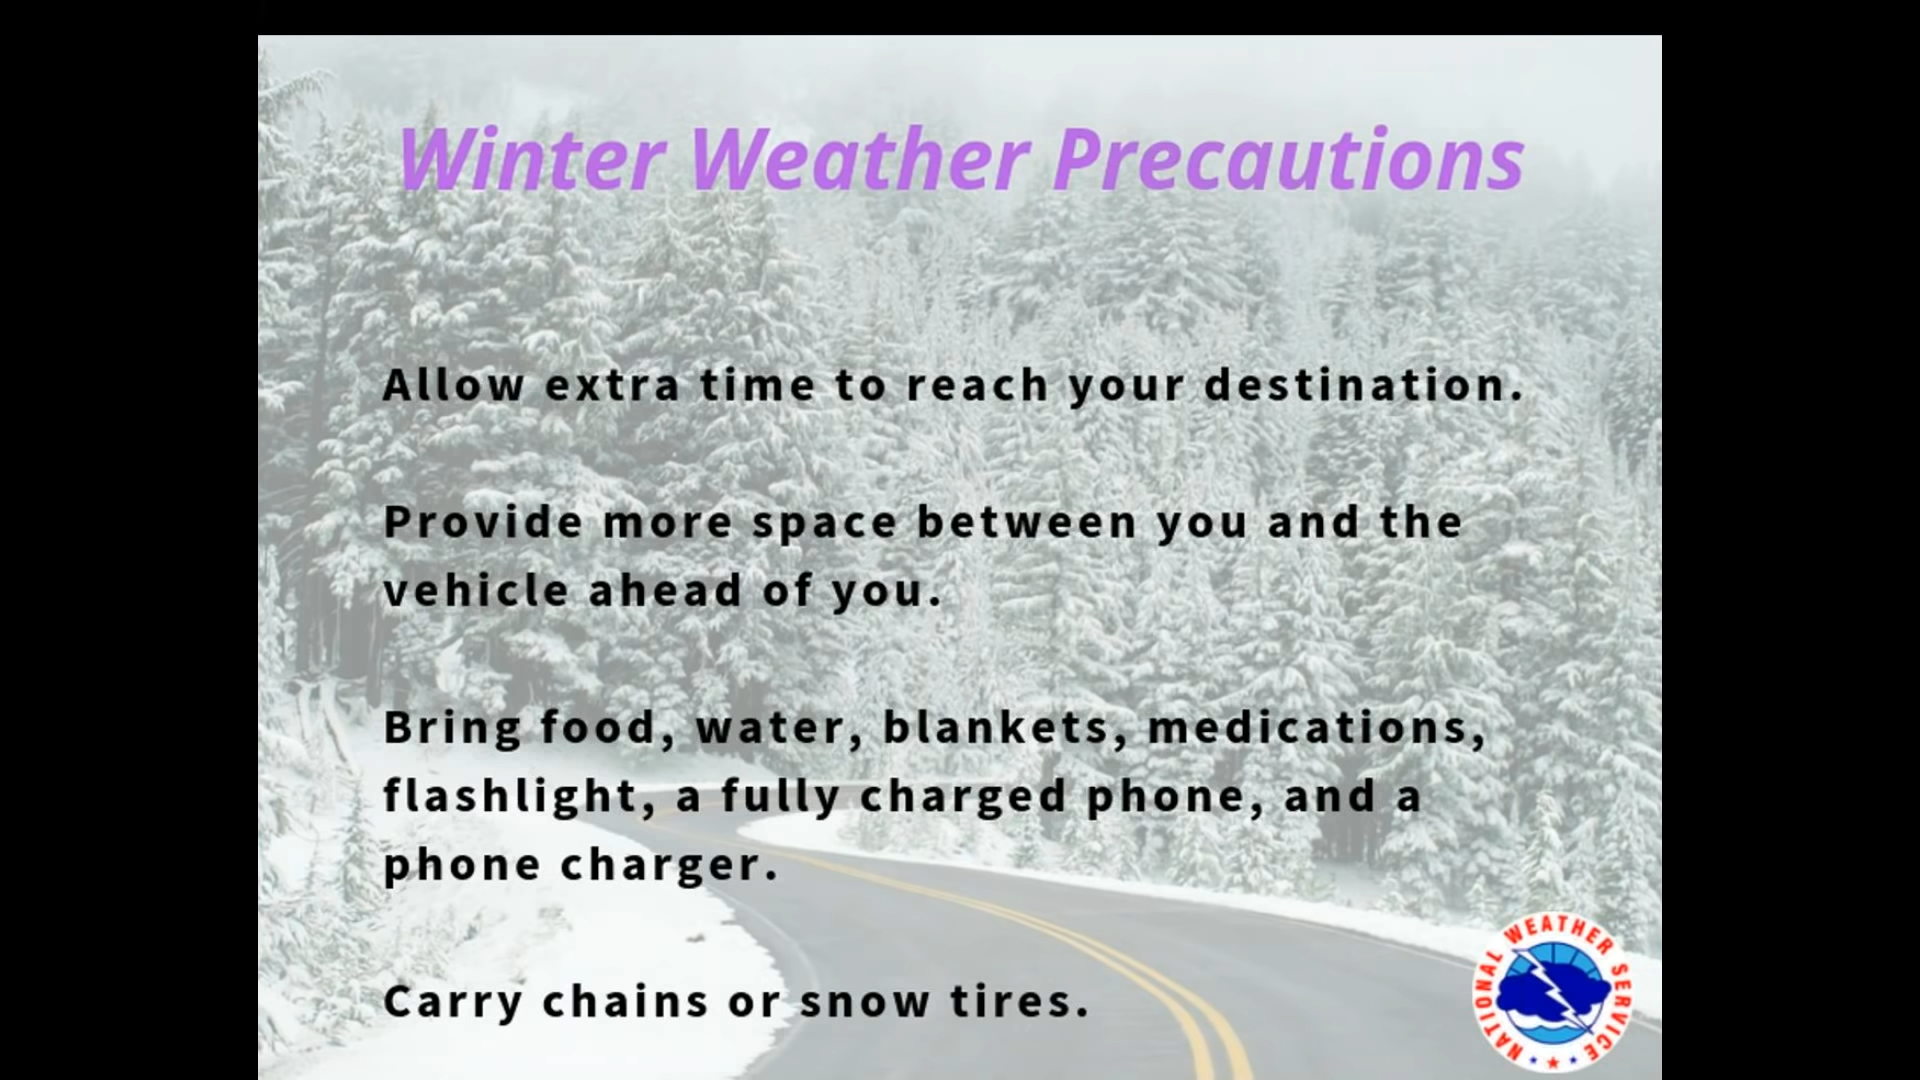 Winter Weather Precautions
Allow extra time to reach your destination.
Provide more space between you and the
vehicle ahead of you.
Bring food, water, blankets, medications,
flashlight, a fully charged phone, and a
phone charger.
Carry chains or snow tires.
NATIONAL WEATHER SERVICE